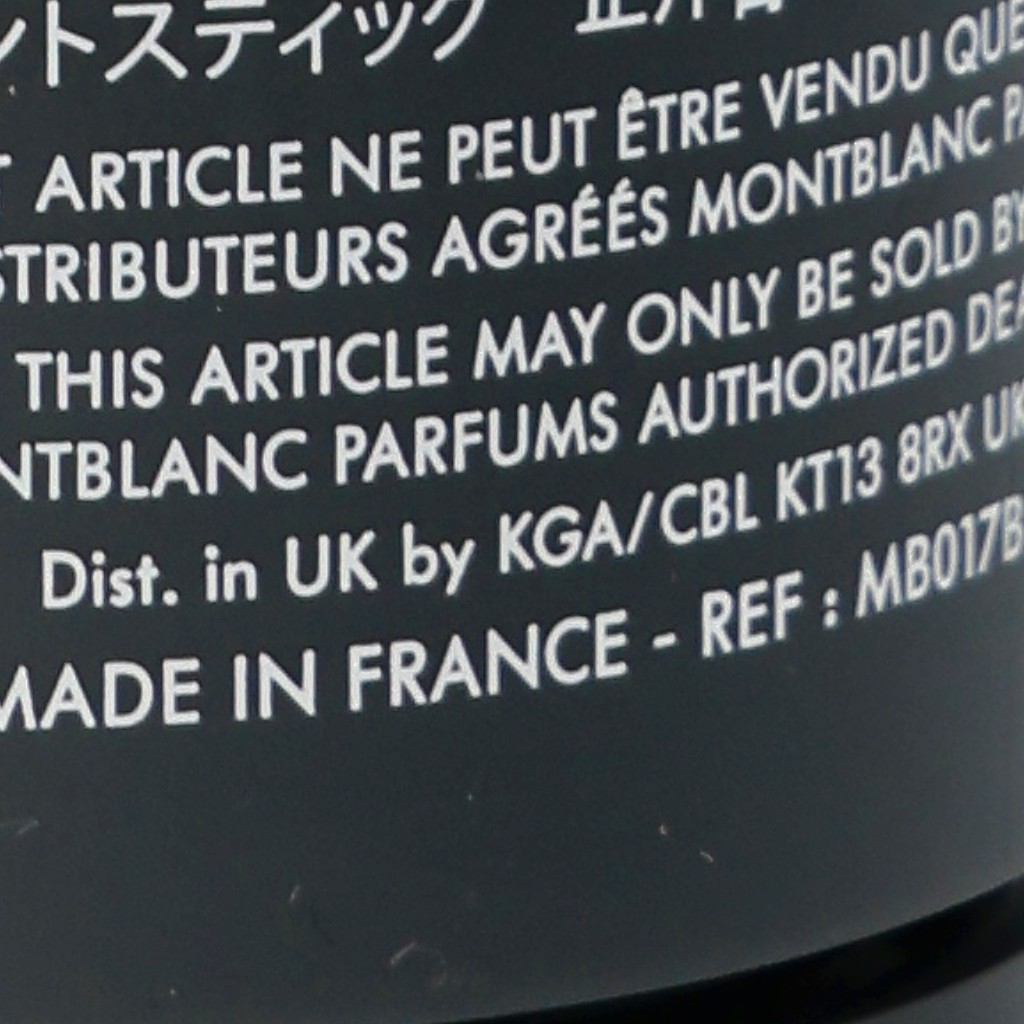 ントスティック
ARTICLE NE PEUT ÊTRE VENDU QUE
STRIBUTEURS AGRÉÉS MONTBLANC PA
THIS ARTICLE MAY ONLY BE SOLD BY
NTBLANC PARFUMS AUTHORIZED DEA
Dist. in UK by KGA/CBL KT13 8RX UK
MADE IN FRANCE - REF : MB017B